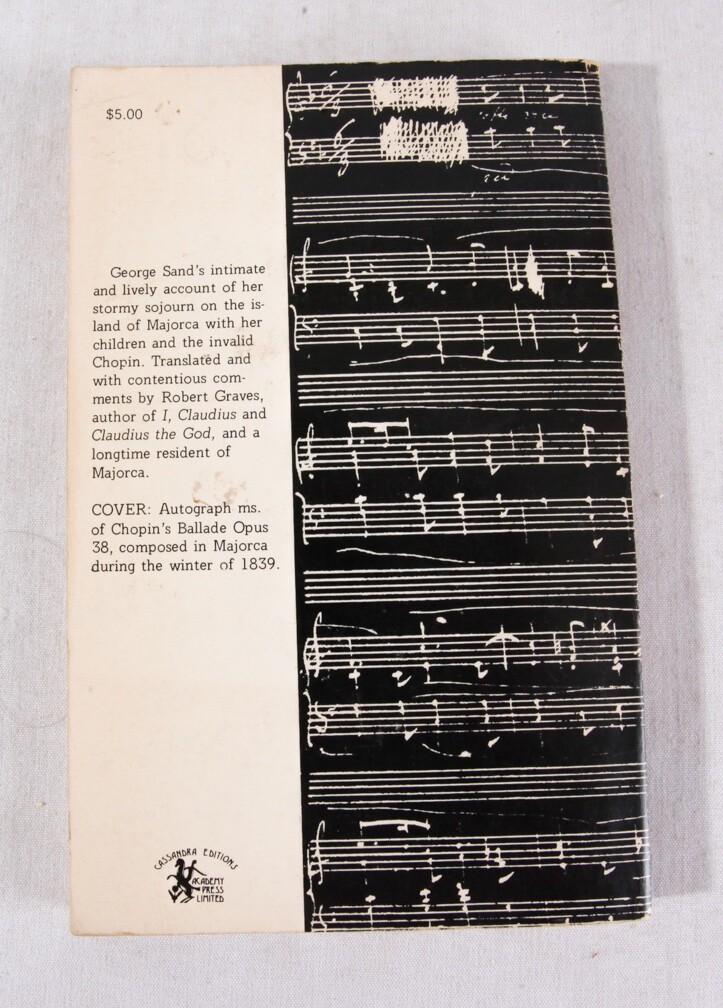 $5.00
George Sand's intimate
and lively account of her
stormy sojourn on the is-
land of Majorca with her
children and the invalid
Chopin. Translated and
with contentious com-
ments by Robert Graves,
author of I, Claudius and
Claudius the God, and a
longtime resident of
Majorca.
COVER: Autograph ms.
of Chopin's Ballade Opus
38, composed in Majorca
during the winter of 1839.
CASSANDRA EDITIONS
ACADEMY
PRESS
LIMITED